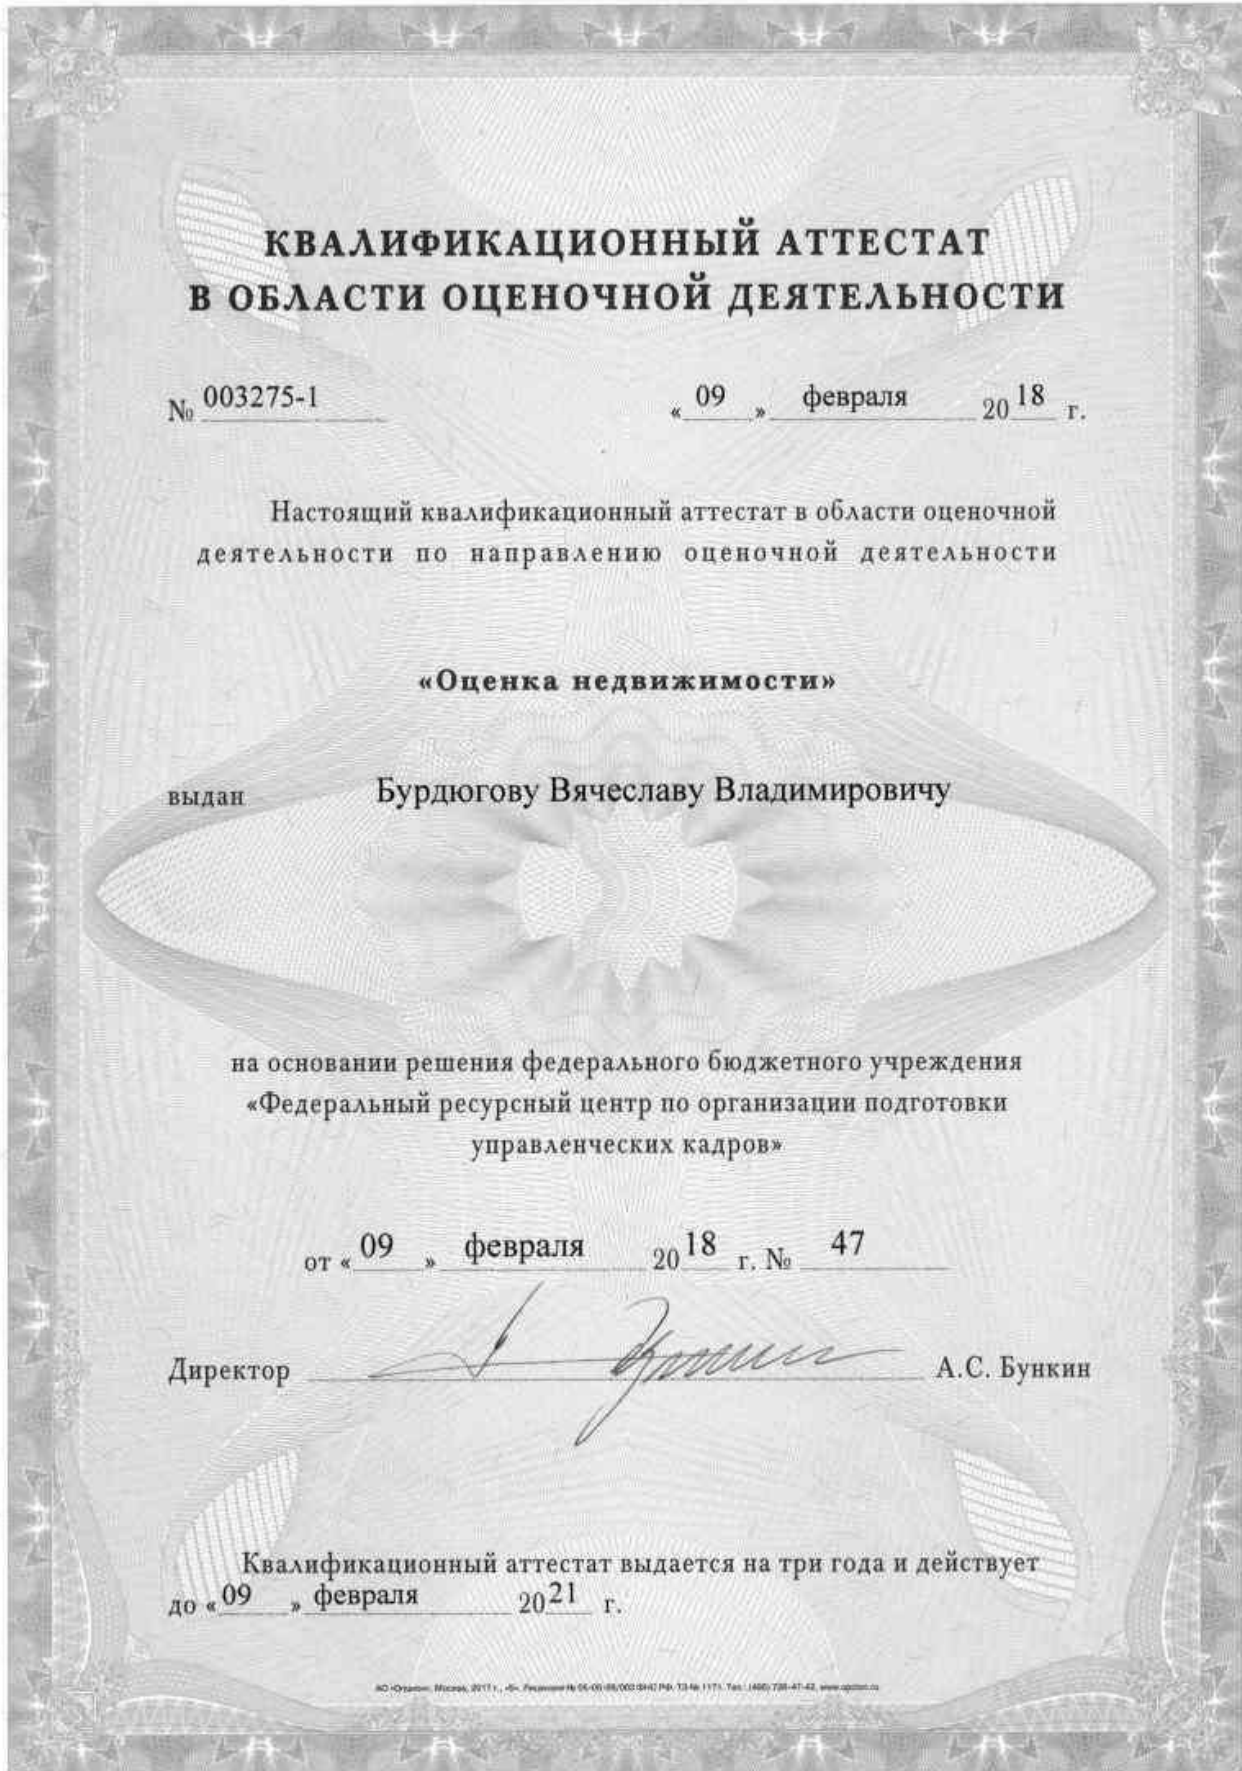 КВАЛИФИКАЦИОННЫЙ АТТЕСТАТ
В ОБЛАСТИ ОЦЕНОЧНОЙ ДЕЯТЕЛЬНОСТИ
№ 003275-1 « 09 » февраля 2018 г.
Настоящий квалификационный аттестат в области оценочной
деятельности по направлению оценочной деятельности
«Оценка недвижимости»
выдан Бурдюгову Вячеславу Владимировичу
на основании решения федерального бюджетного учреждения
«Федеральный ресурсный центр по организации подготовки
управленческих кадров»
от « 09 » февраля 2018 г. № 47
Директор А.С. Бункин
Квалификационный аттестат выдается на три года и действует
до « 09 » февраля 2021 г.
Москва, 2017 г.